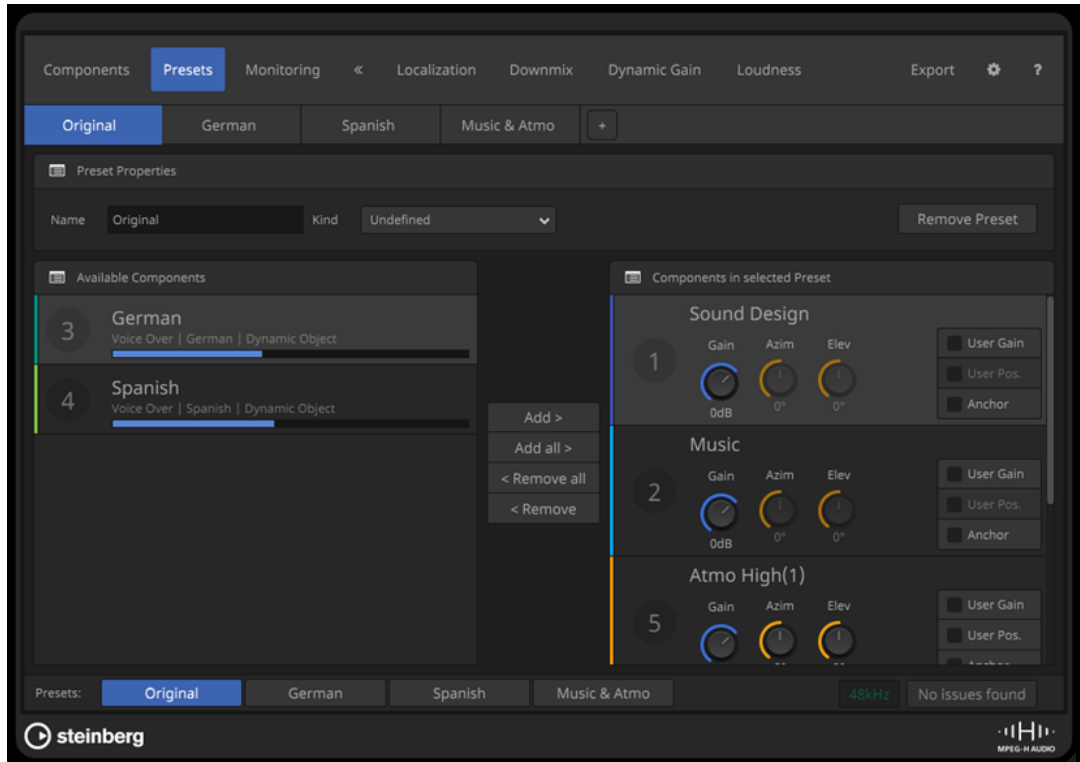 Components Presets Monitoring « Localization Downmix Dynamic Gain Loudness Export ?
Original German Spanish Music & Atmo +
Preset Properties
Name Original Kind Undefined Remove Preset
Available Components
3 German
Voice Over | German | Dynamic Object
4 Spanish
Voice Over | Spanish | Dynamic Object
Add >
Add all >
< Remove all
< Remove
Components in selected Preset
Sound Design
1 Gain Azim Elev User Gain
User Pos.
0dB 0° 0° Anchor
Music
2 Gain Azim Elev User Gain
User Pos.
0dB 0° 0° Anchor
Atmo High(1)
5 Gain Azim Elev User Gain
User Pos.
Presets: Original German Spanish Music & Atmo 48kHz No issues found
steinberg
MPEG-H AUDIO